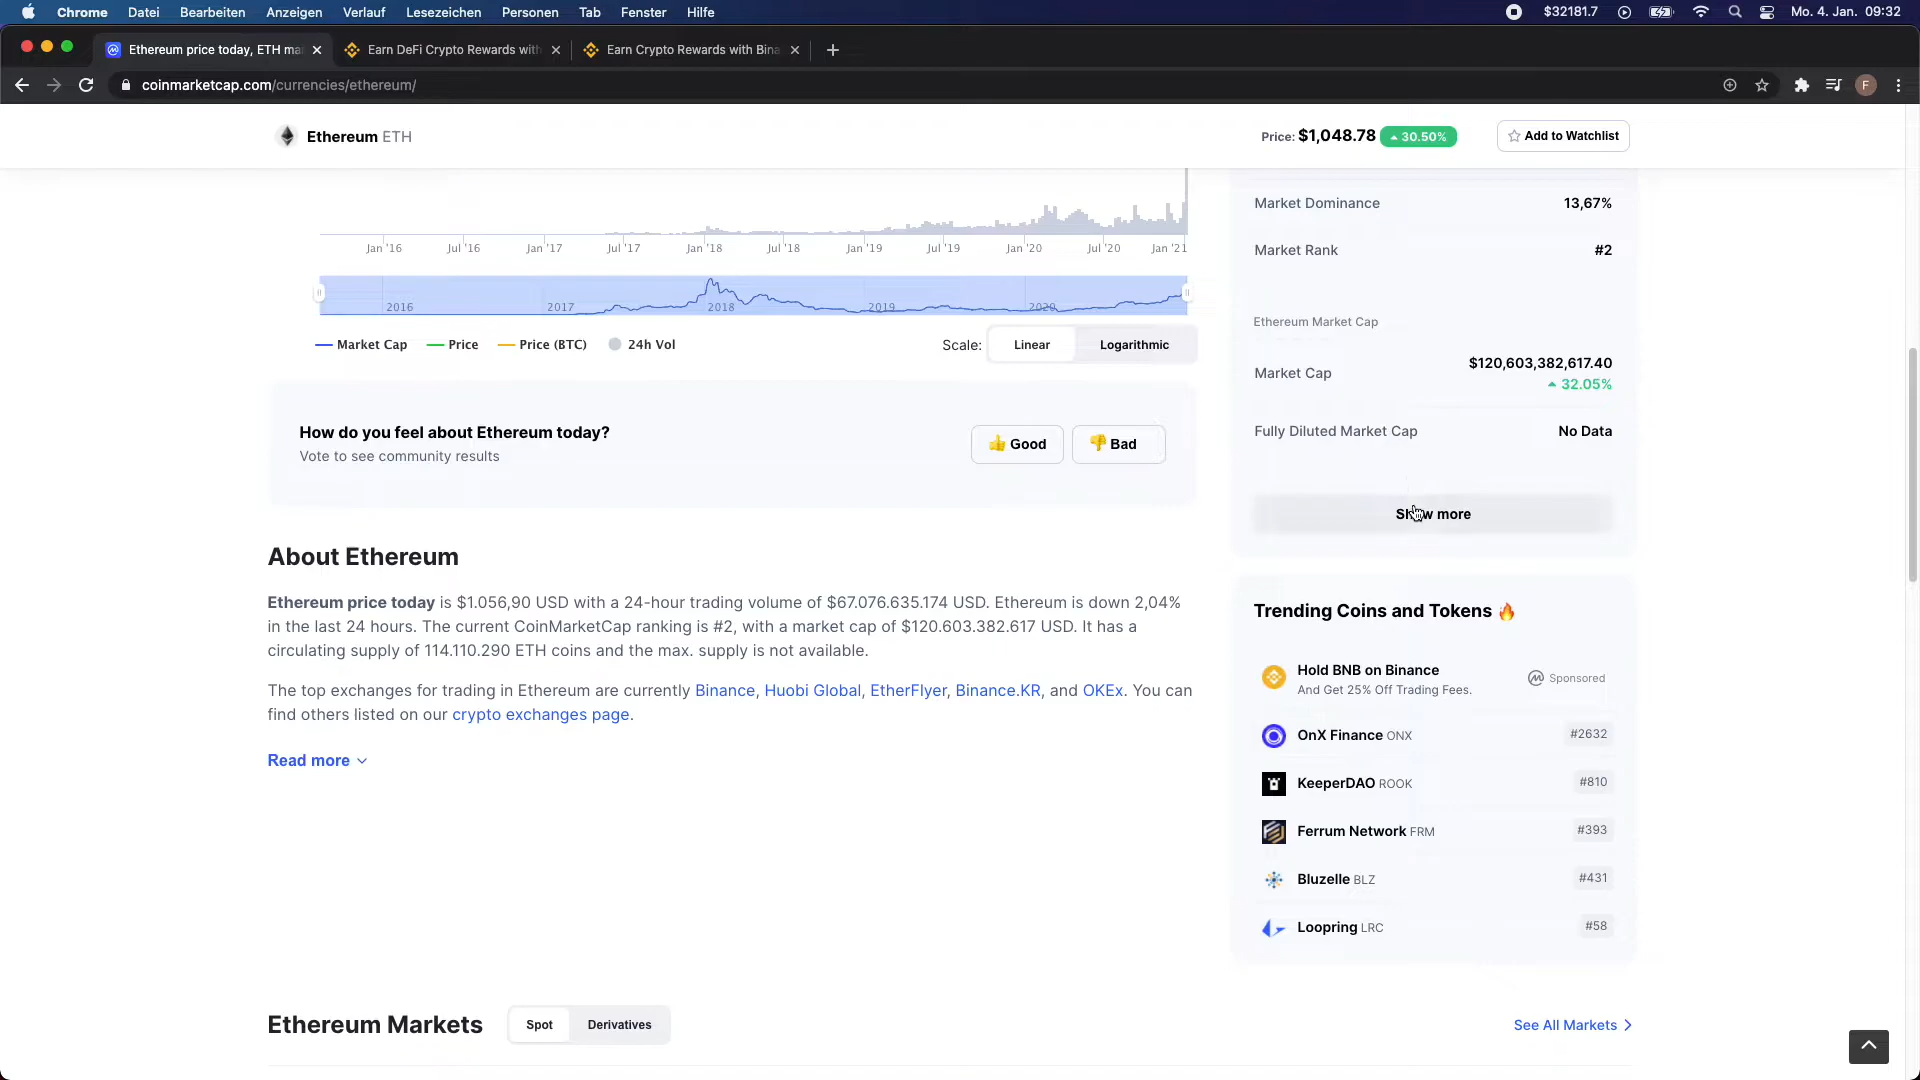 Chrome Datei Bearbeiten Anzeigen Verlauf Lesezeichen Personen Tab Fenster Hilfe $32181.7 Mo. 4. Jan. 09:32
Ethereum price today, ETH ma Earn DeFi Crypto Rewards with Earn Crypto Rewards with Bina
coinmarketcap.com/currencies/ethereum/ F
Ethereum ETH
Price: $1,048.78 30.50% Add to Watchlist
Jan '16 Jul '16 Jan '17 Jul '17 Jan '18 Jul '18 Jan '19 Jul '19 Jan '20 Jul '20 Jan '21
2016 2017 2018 2019 2020
Market Cap Price Price (BTC) 24h Vol
Scale: Linear Logarithmic
How do you feel about Ethereum today?
Vote to see community results
Good Bad
About Ethereum
Ethereum price today is $1.056,90 USD with a 24-hour trading volume of $67.076.635.174 USD. Ethereum is down 2,04%
in the last 24 hours. The current CoinMarketCap ranking is #2, with a market cap of $120.603.382.617 USD. It has a
circulating supply of 114.110.290 ETH coins and the max. supply is not available.
The top exchanges for trading in Ethereum are currently Binance, Huobi Global, EtherFlyer, Binance.KR, and OKEx. You can
find others listed on our crypto exchanges page.
Read more
Market Dominance 13,67%
Market Rank #2
Ethereum Market Cap
Market Cap $120,603,382,617.40
32.05%
Fully Diluted Market Cap No Data
Show more
Trending Coins and Tokens
Hold BNB on Binance
And Get 25% Off Trading Fees.
Sponsored
OnX Finance ONX #2632
KeeperDAO ROOK #810
Ferrum Network FRM #393
Bluzelle BLZ #431
Loopring LRC #58
Ethereum Markets Spot Derivatives See All Markets